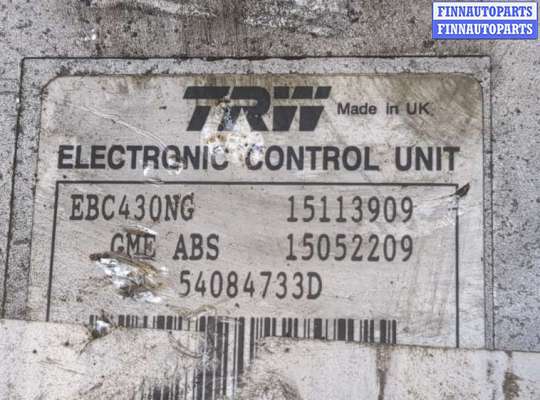 FINNAUTOPARTS
FINNAUTOPARTS
TRW Made in UK
ELECTRONIC CONTROL UNIT
EBC430NG 15113909
GME ABS 15052209
54084733D